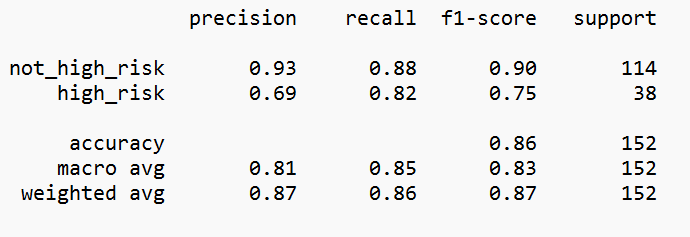 precision recall f1-score support
not_high_risk 0.93 0.88 0.90 114
high_risk 0.69 0.82 0.75 38
accuracy 0.86 152
macro avg 0.81 0.85 0.83 152
weighted avg 0.87 0.86 0.87 152